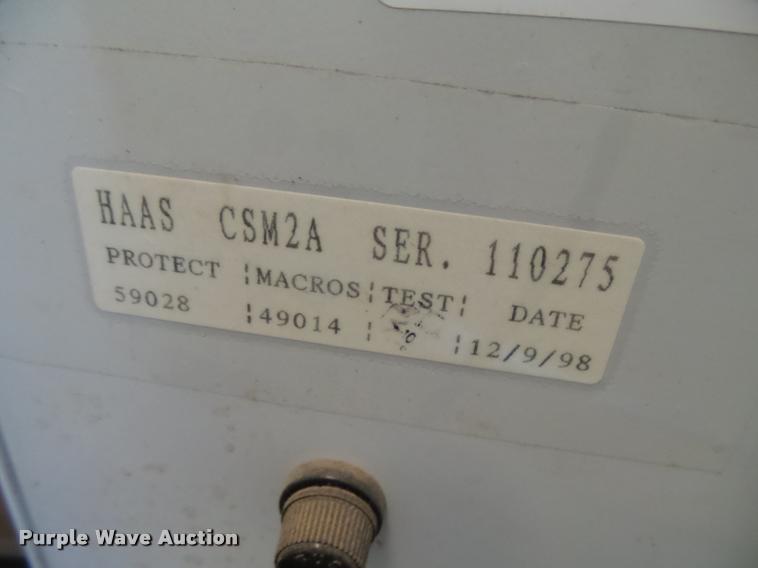 HAAS CSM2A SER. 110275
PROTECT ¦MACROS¦TEST¦ DATE
59028 ¦49014 ¦ ¦12/9/98
Purple Wave Auction